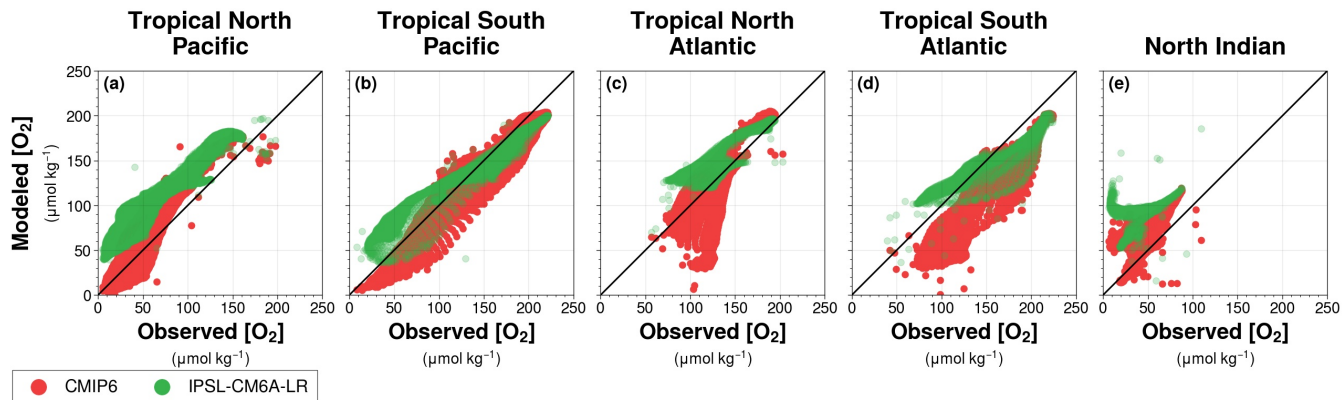 Tropical North
Pacific
Tropical South
Pacific
Tropical North
Atlantic
Tropical South
Atlantic
North Indian
Modeled [O₂]
(μmol kg⁻¹)
250
200
150
100
50
0
(a)
(b)
(c)
(d)
(e)
0 50 100 150 200 250
0 50 100 150 200 250
0 50 100 150 200 250
0 50 100 150 200 250
0 50 100 150 200 250
Observed [O₂]
(μmol kg⁻¹)
Observed [O₂]
(μmol kg⁻¹)
Observed [O₂]
(μmol kg⁻¹)
Observed [O₂]
(μmol kg⁻¹)
Observed [O₂]
(μmol kg⁻¹)
CMIP6
IPSL-CM6A-LR